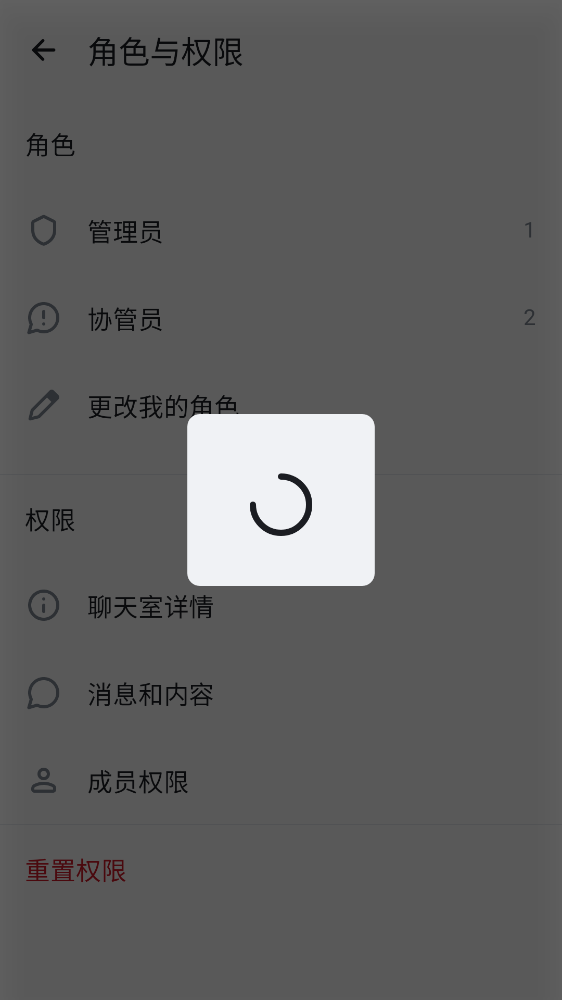 角色与权限
角色
管理员
1
协管员
2
更改我的角色
权限
聊天室详情
消息和内容
成员权限
重置权限